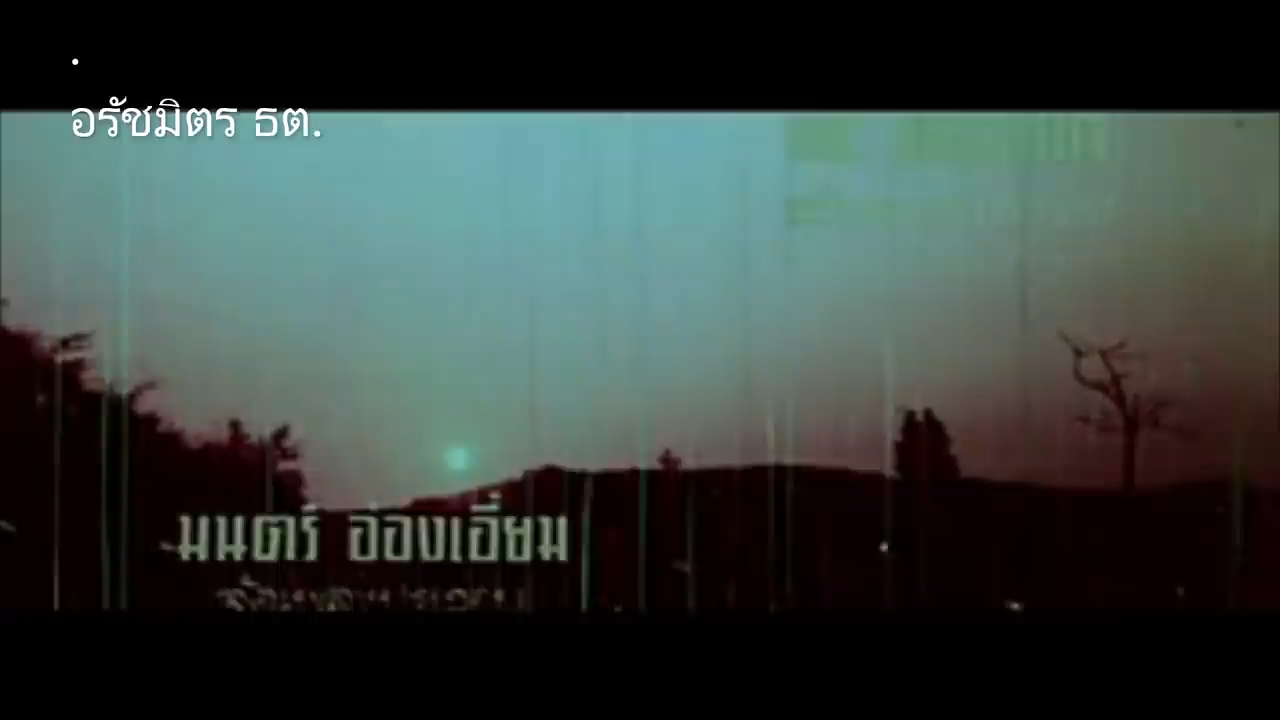 .
อรัชมิตร ธต.
มนตรี อ่องเอี่ยม